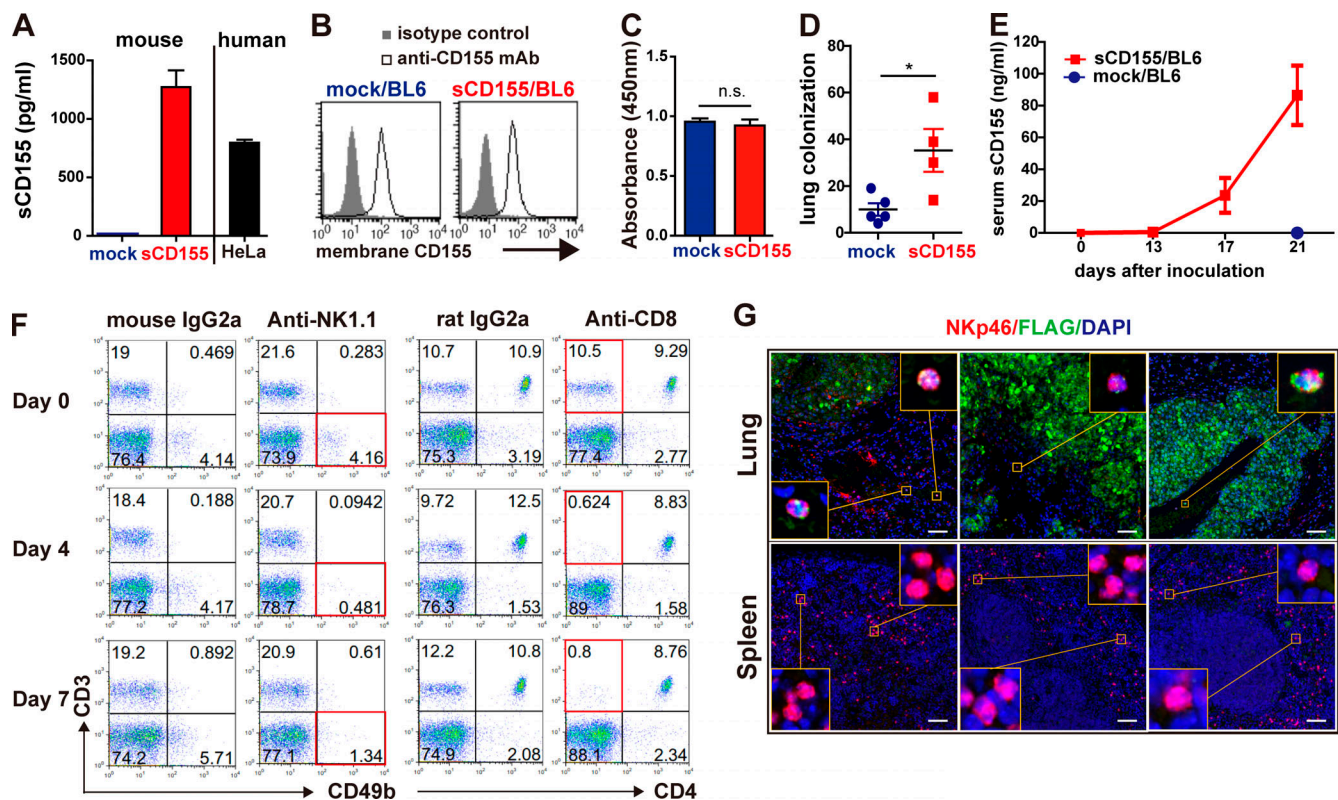 A
mouse
human
sCD155 (pg/ml)
1500
1000
500
0
mock
sCD155
HeLa
B
isotype control
anti-CD155 mAb
mock/BL6
sCD155/BL6
10⁰ 10¹ 10² 10³ 10⁴
10⁰ 10¹ 10² 10³ 10⁴
membrane CD155
C
Absorbance (450nm)
1.5
1.0
0.5
0.0
n.s.
mock
sCD155
D
lung colonization
80
60
40
20
0
*
mock
sCD155
E
serum sCD155 (ng/ml)
120
100
80
60
40
20
0
sCD155/BL6
mock/BL6
0 13 17 21
days after inoculation
F
mouse IgG2a
Anti-NK1.1
rat IgG2a
Anti-CD8
Day 0
19 0.469
76.4 4.14
21.6 0.283
73.9 4.16
10.7 10.9
75.3 3.19
10.5 9.29
77.4 2.77
Day 4
18.4 0.188
77.2 4.17
20.7 0.0942
78.7 0.481
9.72 12.5
76.3 1.53
0.624 8.83
89 1.58
Day 7
19.2 0.892
74.2 5.71
20.9 0.61
77.1 1.34
12.2 10.8
74.9 2.08
0.8 8.76
88.1 2.34
CD3
CD49b
CD4
G
NKp46/FLAG/DAPI
Lung
Spleen